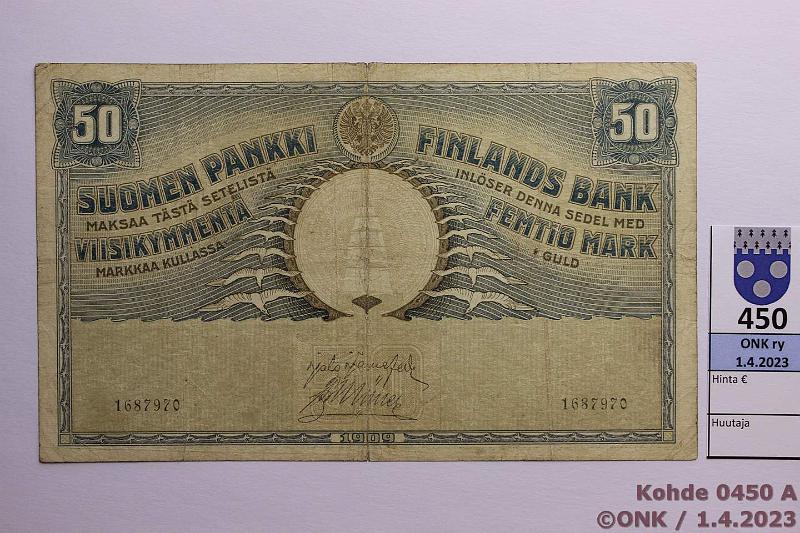 50
50
SUOMEN PANKKI
MAKSAA TÄSTÄ SETELISTÄ
VIISIKYMMENTÄ
MARKKAA KULLASSA
FINLANDS BANK
INLÖSER DENNA SEDEL MED
FEMTIO MARK
I GULD
1687970
1687970
1909
450
ONK ry
1.4.2023
Hinta €
Huutaja
Kohde 0450 A
©ONK / 1.4.2023